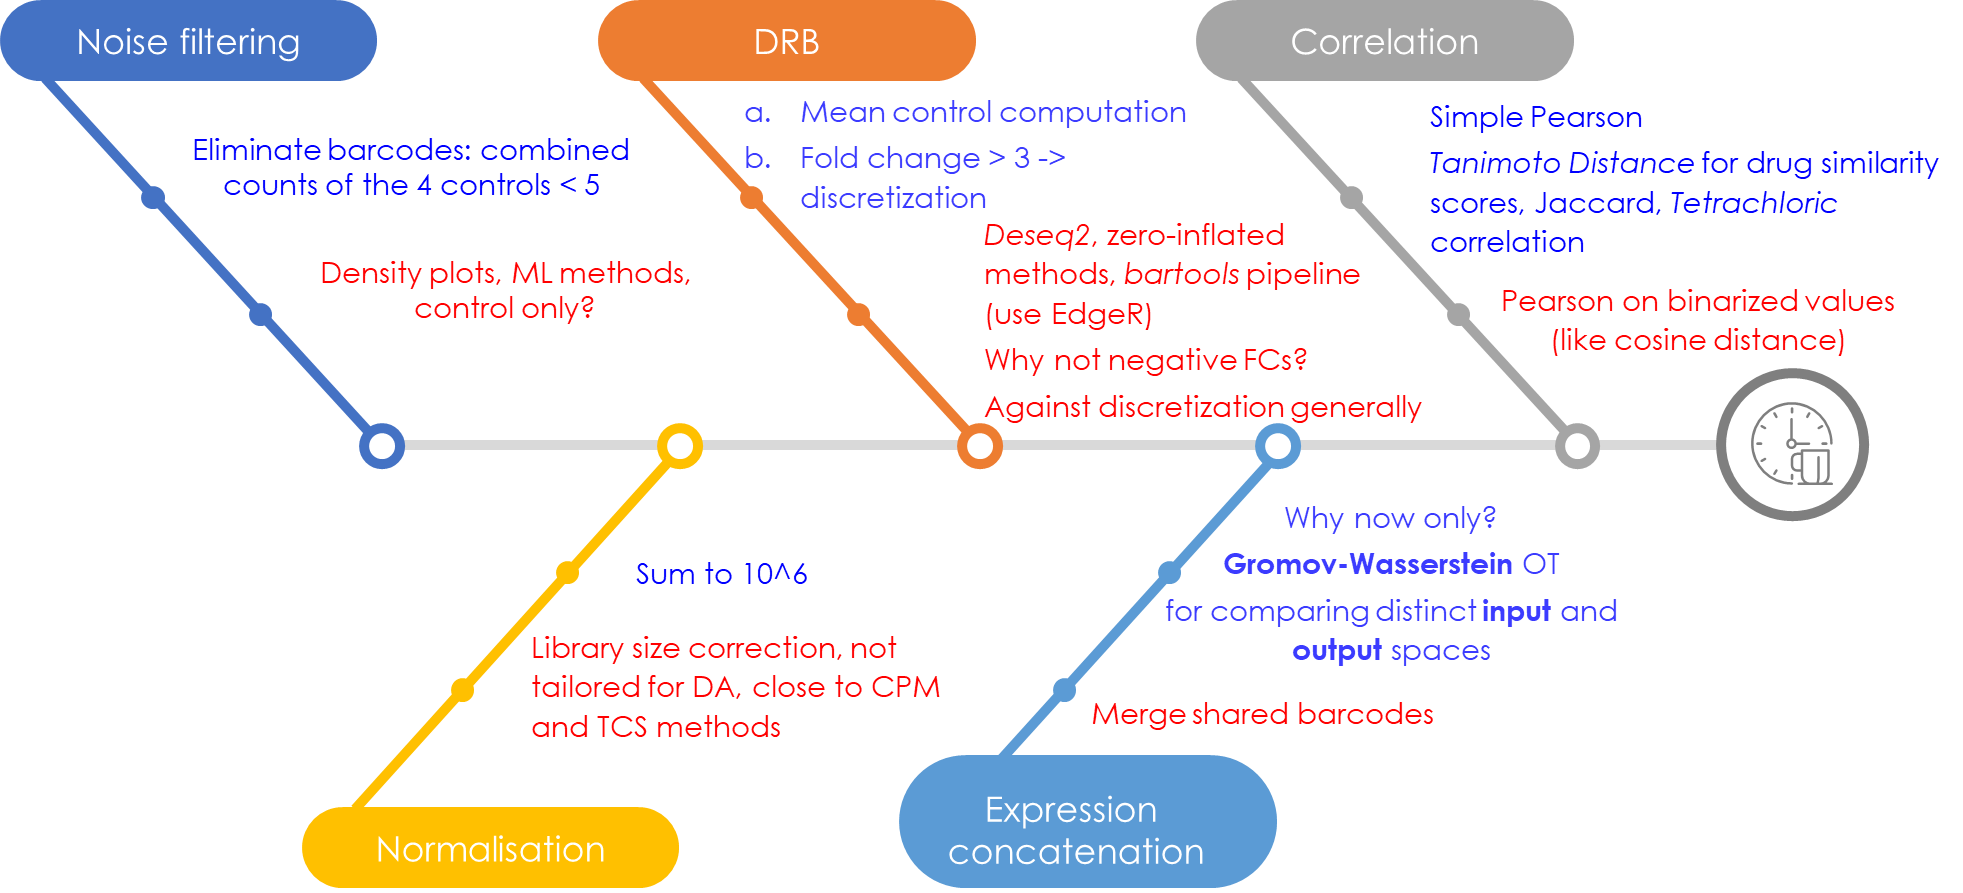 Noise filtering
Eliminate barcodes: combined
counts of the 4 controls < 5
Density plots, ML methods,
control only?
DRB
a. Mean control computation
b. Fold change > 3 ->
discretization
Deseq2, zero-inflated
methods, bartools pipeline
(use EdgeR)
Why not negative FCs?
Against discretization generally
Correlation
Simple Pearson
Tanimoto Distance for drug similarity
scores, Jaccard, Tetrachloric
correlation
Pearson on binarized values
(like cosine distance)
Sum to 10^6
Library size correction, not
tailored for DA, close to CPM
and TCS methods
Normalisation
Why now only?
Gromov-Wasserstein OT
for comparing distinct input and
output spaces
Merge shared barcodes
Expression
concatenation